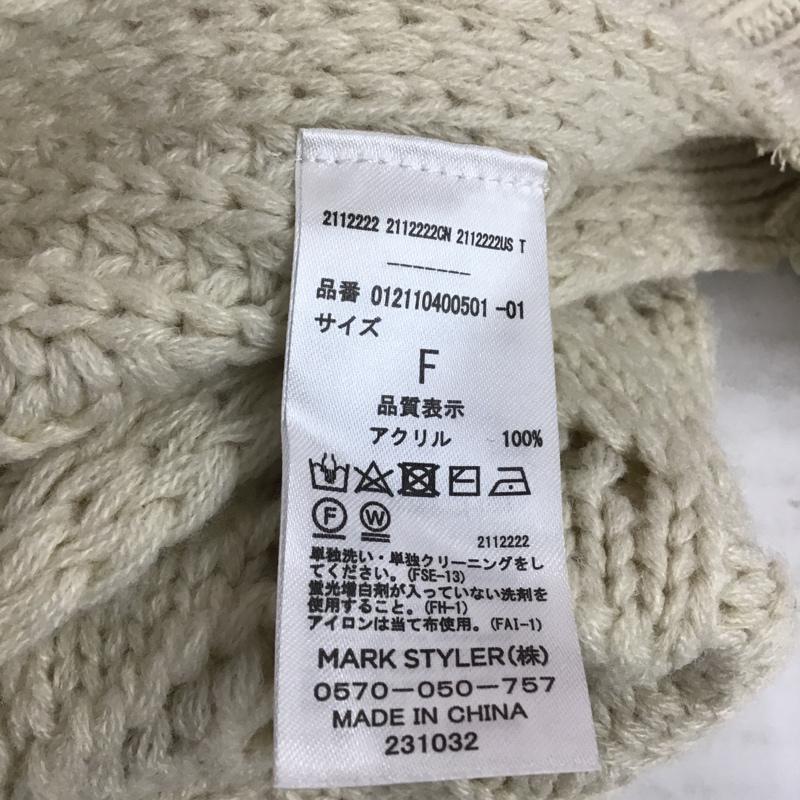 2112222 2112222CN 2112222US T
-------
品番 012110400501 -01
サイズ
F
品質表示
アクリル 100%
F W
2112222
単独洗い・単独クリーニングをし
てください。(FSE-13)
蛍光増白剤が入っていない洗剤を
使用すること。(FH-1)
アイロンは当て布使用。(FAI-1)
MARK STYLER(株)
0570-050-757
MADE IN CHINA
231032